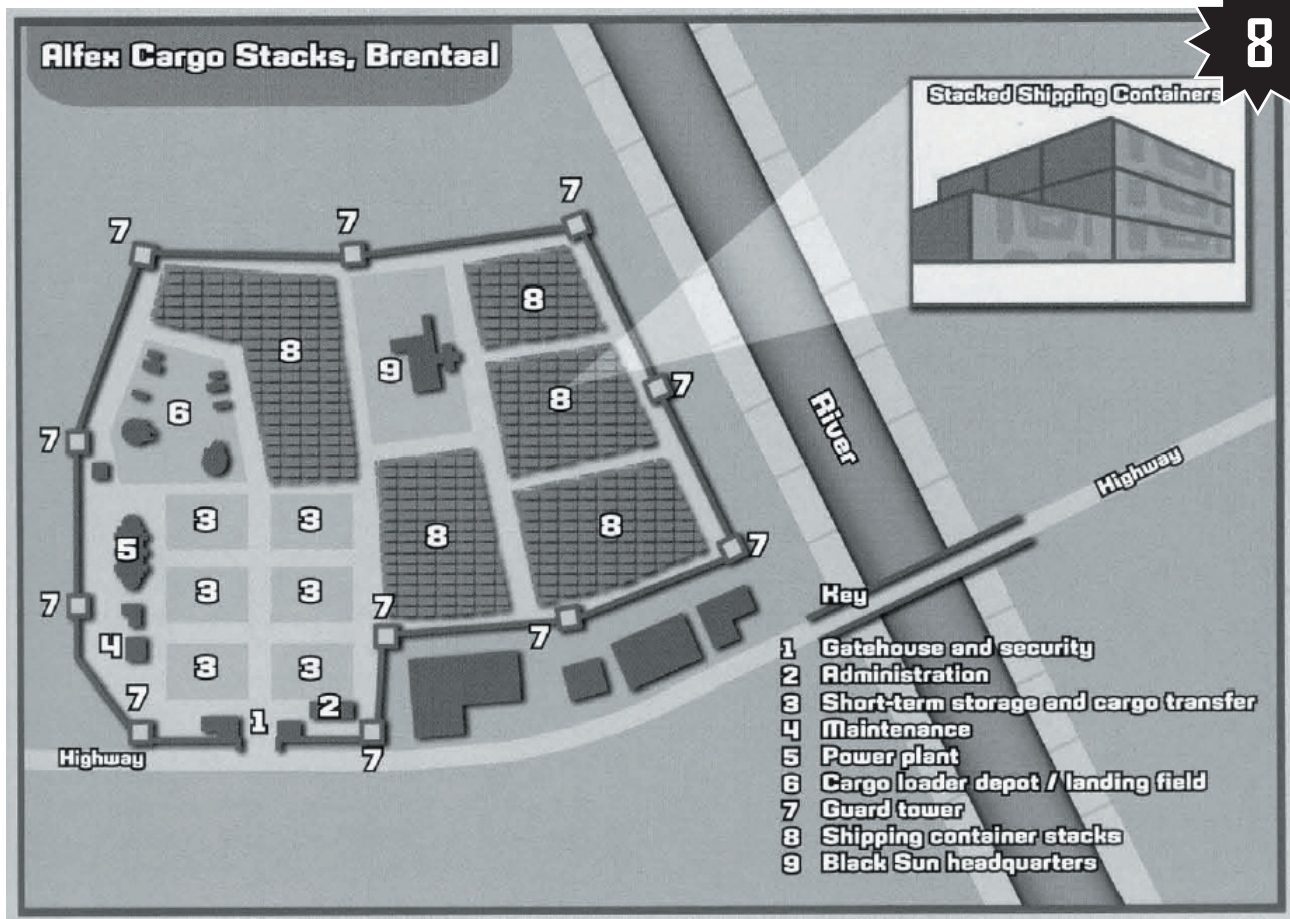 8
Alfex Cargo Stacks, Brentaal
Stacked Shipping Containers
7
7
7
8
8
9
7
6
8
River
7
Highway
3
3
8
8
5
7
3
3
7
7
7
4
3
3
7
1
2
Highway
7
Key
1 Gatehouse and security
2 Administration
3 Short-term storage and cargo transfer
4 Maintenance
5 Power plant
6 Cargo loader depot / landing field
7 Guard tower
8 Shipping container stacks
9 Black Sun headquarters